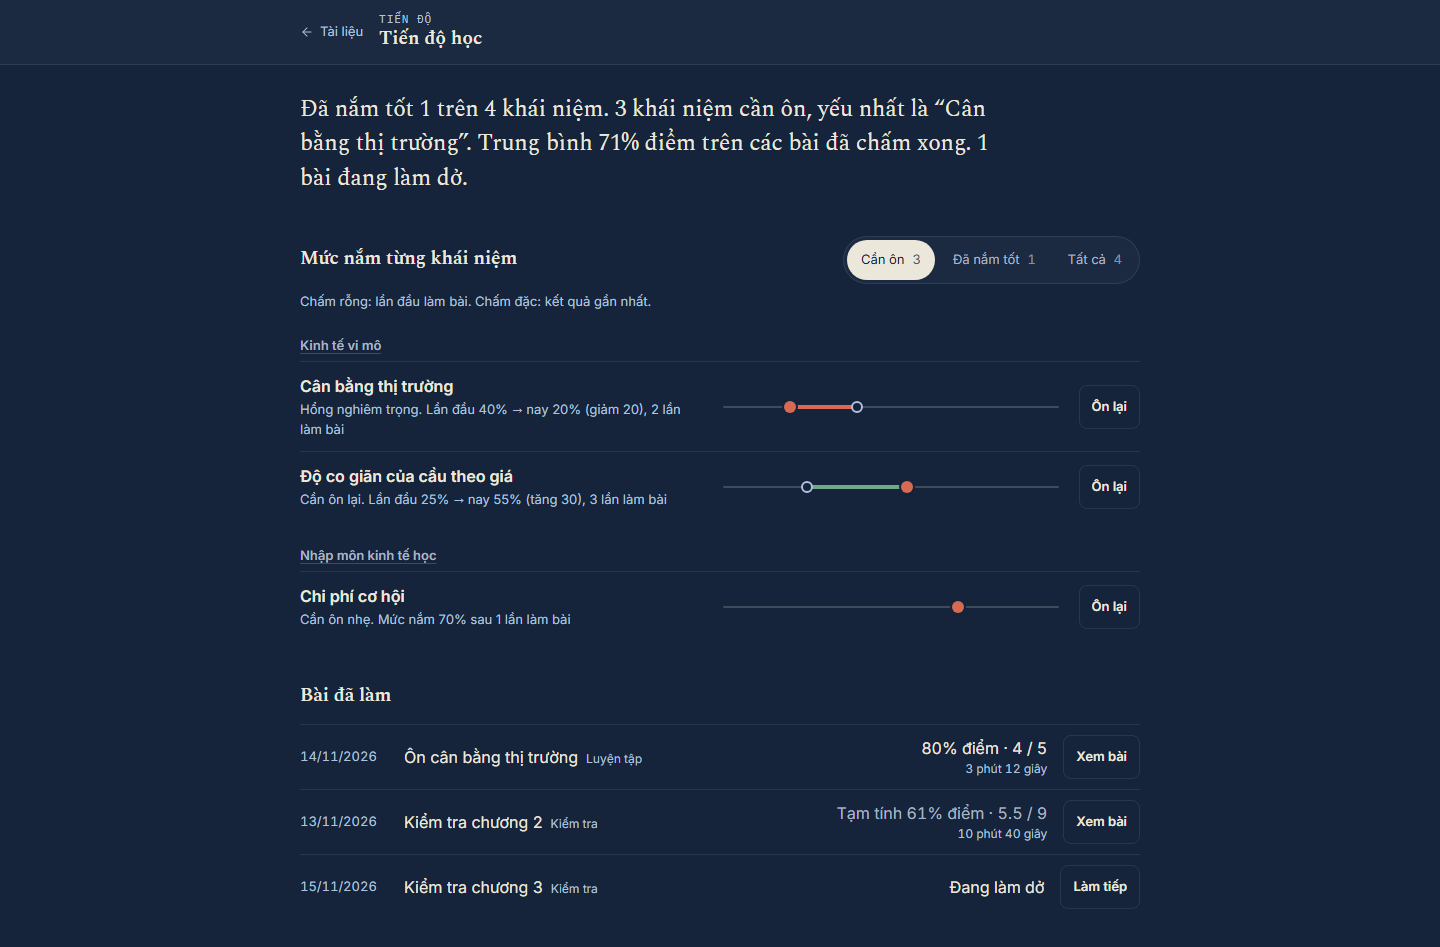 ← Tài liệu
TIẾN ĐỘ
Tiến độ học
Đã nắm tốt 1 trên 4 khái niệm. 3 khái niệm cần ôn, yếu nhất là “Cân
bằng thị trường”. Trung bình 71% điểm trên các bài đã chấm xong. 1
bài đang làm dở.
Mức nắm từng khái niệm
Cần ôn 3
Đã nắm tốt 1
Tất cả 4
Chấm rỗng: lần đầu làm bài. Chấm đặc: kết quả gần nhất.
Kinh tế vi mô
Cân bằng thị trường
Hổng nghiêm trọng. Lần đầu 40% → nay 20% (giảm 20), 2 lần
làm bài
Ôn lại
Độ co giãn của cầu theo giá
Cần ôn lại. Lần đầu 25% → nay 55% (tăng 30), 3 lần làm bài
Ôn lại
Nhập môn kinh tế học
Chi phí cơ hội
Cần ôn nhẹ. Mức nắm 70% sau 1 lần làm bài
Ôn lại
Bài đã làm
14/11/2026
Ôn cân bằng thị trường Luyện tập
80% điểm · 4 / 5
3 phút 12 giây
Xem bài
13/11/2026
Kiểm tra chương 2 Kiểm tra
Tạm tính 61% điểm · 5.5 / 9
10 phút 40 giây
Xem bài
15/11/2026
Kiểm tra chương 3 Kiểm tra
Đang làm dở
Làm tiếp